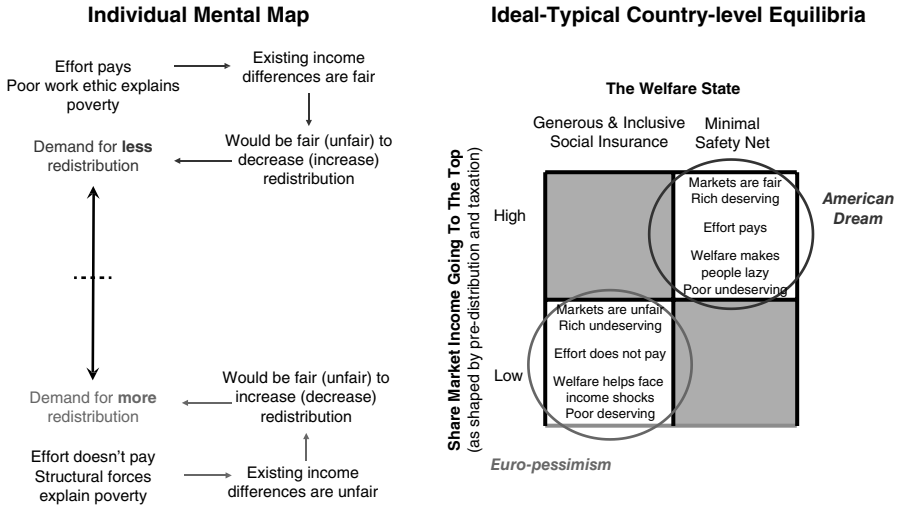 Individual Mental Map
Effort pays
Poor work ethic explains
poverty
Existing income
differences are fair
Would be fair (unfair) to
decrease (increase)
redistribution
Demand for less
redistribution
Demand for more
redistribution
Would be fair (unfair) to
increase (decrease)
redistribution
Effort doesn't pay
Structural forces
explain poverty
Existing income
differences are unfair
Ideal-Typical Country-level Equilibria
The Welfare State
Generous & Inclusive
Social Insurance
Minimal
Safety Net
Share Market Income Going To The Top
(as shaped by pre-distribution and taxation)
High
Low
Markets are fair
Rich deserving
Effort pays
Welfare makes
people lazy
Poor undeserving
American
Dream
Markets are unfair
Rich undeserving
Effort does not pay
Welfare helps face
income shocks
Poor deserving
Euro-pessimism